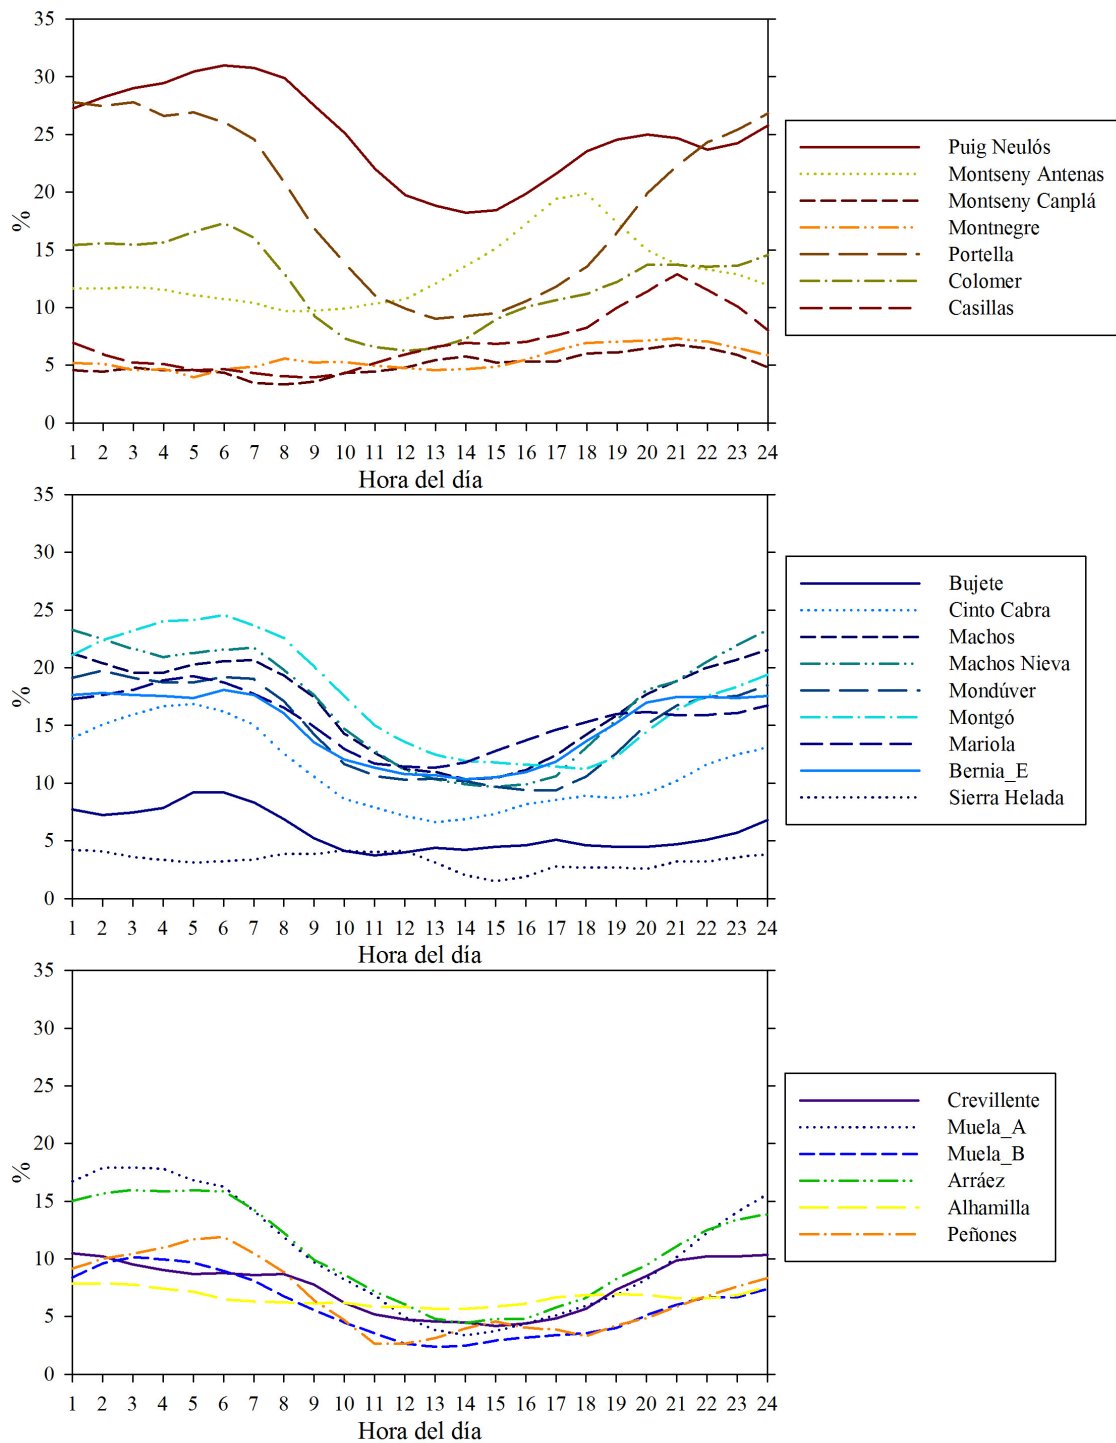 35
30
25
20
15
10
5
0
%
1 2 3 4 5 6 7 8 9 10 11 12 13 14 15 16 17 18 19 20 21 22 23 24
Hora del día
Puig Neulós
Montseny Antenas
Montseny Canplá
Montnegre
Portella
Colomer
Casillas
35
30
25
20
15
10
5
0
%
1 2 3 4 5 6 7 8 9 10 11 12 13 14 15 16 17 18 19 20 21 22 23 24
Hora del día
Bujete
Cinto Cabra
Machos
Machos Nieva
Mondúver
Montgó
Mariola
Bernia_E
Sierra Helada
35
30
25
20
15
10
5
0
%
1 2 3 4 5 6 7 8 9 10 11 12 13 14 15 16 17 18 19 20 21 22 23 24
Hora del día
Crevillente
Muela_A
Muela_B
Arráez
Alhamilla
Peñones